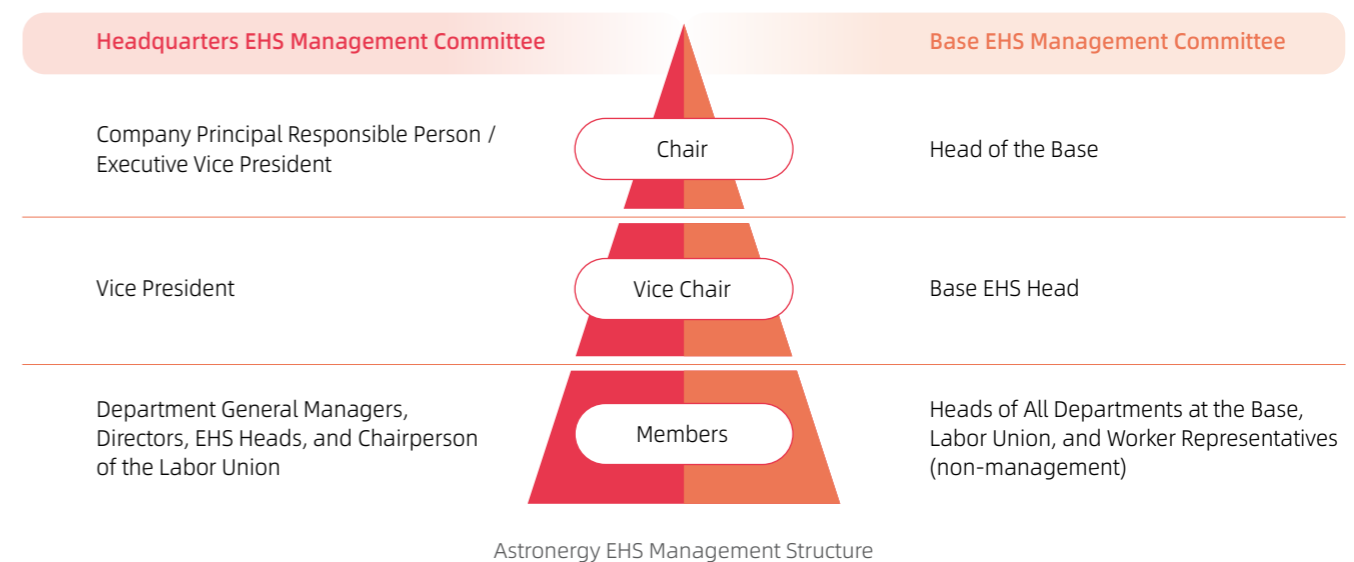 Headquarters EHS Management Committee
Base EHS Management Committee
Company Principal Responsible Person /
Executive Vice President
Chair
Head of the Base
Vice President
Vice Chair
Base EHS Head
Department General Managers,
Directors, EHS Heads, and Chairperson
of the Labor Union
Members
Heads of All Departments at the Base,
Labor Union, and Worker Representatives
(non-management)
Astronergy EHS Management Structure